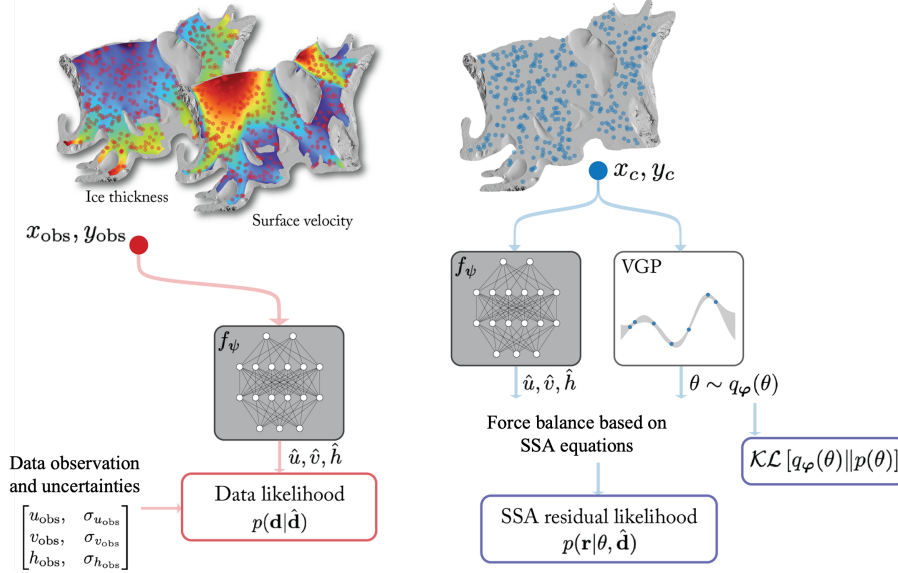 Ice thickness
Surface velocity
x_obs, y_obs
f_ψ
û, v̂, ĥ
Data observation
and uncertainties
u_obs, σ_u_obs
v_obs, σ_v_obs
h_obs, σ_h_obs
Data likelihood
p(d|d̂)
x_c, y_c
f_ψ
VGP
û, v̂, ĥ
θ ∼ q_φ(θ)
Force balance based on
SSA equations
KL [q_φ(θ)‖p(θ)]
SSA residual likelihood
p(r|θ, d̂)